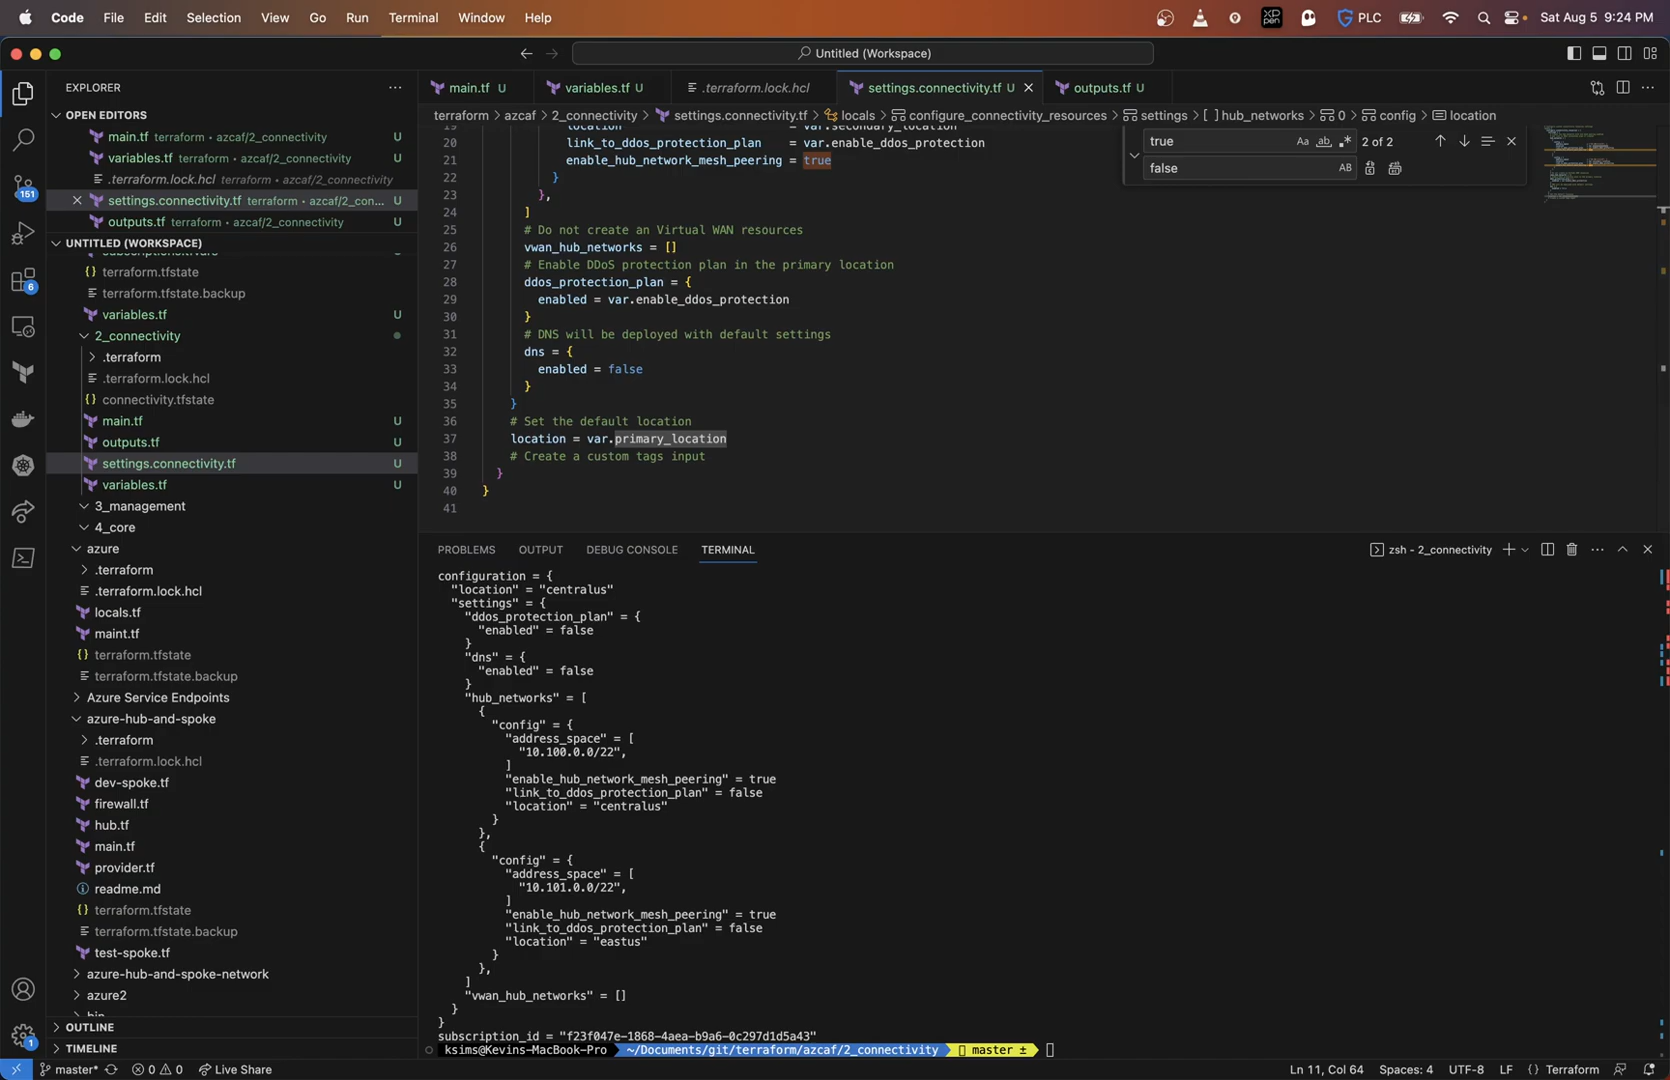 Code File Edit Selection View Go Run Terminal Window Help
XP pen PLC Sat Aug 5 9:24 PM
Untitled (Workspace)
EXPLORER
OPEN EDITORS
main.tf terraform • azcaf/2_connectivity U
variables.tf terraform • azcaf/2_connectivity U
.terraform.lock.hcl terraform • azcaf/2_connectivity
settings.connectivity.tf terraform • azcaf/2_con... U
outputs.tf terraform • azcaf/2_connectivity U
UNTITLED (WORKSPACE)
subscriptions.tfvars
{} terraform.tfstate
terraform.tfstate.backup
variables.tf U
2_connectivity
.terraform
.terraform.lock.hcl
{} connectivity.tfstate
main.tf U
outputs.tf U
settings.connectivity.tf U
variables.tf U
3_management
4_core
azure
.terraform
.terraform.lock.hcl
locals.tf
maint.tf
{} terraform.tfstate
terraform.tfstate.backup
Azure Service Endpoints
azure-hub-and-spoke
.terraform
.terraform.lock.hcl
dev-spoke.tf
firewall.tf
hub.tf
main.tf
provider.tf
readme.md
{} terraform.tfstate
terraform.tfstate.backup
test-spoke.tf
azure-hub-and-spoke-network
azure2
bin
OUTLINE
TIMELINE
151
6
1
main.tf U variables.tf U .terraform.lock.hcl settings.connectivity.tf U outputs.tf U
terraform > azcaf > 2_connectivity > settings.connectivity.tf > locals > configure_connectivity_resources > settings > [ ] hub_networks > 0 > config > location
true Aa ab .* 2 of 2
false AB
19 location = var.secondary_location
20 link_to_ddos_protection_plan = var.enable_ddos_protection
21 enable_hub_network_mesh_peering = true
22 }
23 },
24 ]
25 # Do not create an Virtual WAN resources
26 vwan_hub_networks = []
27 # Enable DDoS protection plan in the primary location
28 ddos_protection_plan = {
29 enabled = var.enable_ddos_protection
30 }
31 # DNS will be deployed with default settings
32 dns = {
33 enabled = false
34 }
35 }
36 # Set the default location
37 location = var.primary_location
38 # Create a custom tags input
39 }
40 }
41
PROBLEMS OUTPUT DEBUG CONSOLE TERMINAL
zsh - 2_connectivity
configuration = {
"location" = "centralus"
"settings" = {
"ddos_protection_plan" = {
"enabled" = false
}
"dns" = {
"enabled" = false
}
"hub_networks" = [
{
"config" = {
"address_space" = [
"10.100.0.0/22",
]
"enable_hub_network_mesh_peering" = true
"link_to_ddos_protection_plan" = false
"location" = "centralus"
}
},
{
"config" = {
"address_space" = [
"10.101.0.0/22",
]
"enable_hub_network_mesh_peering" = true
"link_to_ddos_protection_plan" = false
"location" = "eastus"
}
},
]
"vwan_hub_networks" = []
}
}
subscription_id = "f23f047e-1868-4aea-b9a6-0c297d1d5a43"
ksims@Kevins-MacBook-Pro ~/Documents/git/terraform/azcaf/2_connectivity master ±
master* 0 0 Live Share
Ln 11, Col 64 Spaces: 4 UTF-8 LF {} Terraform